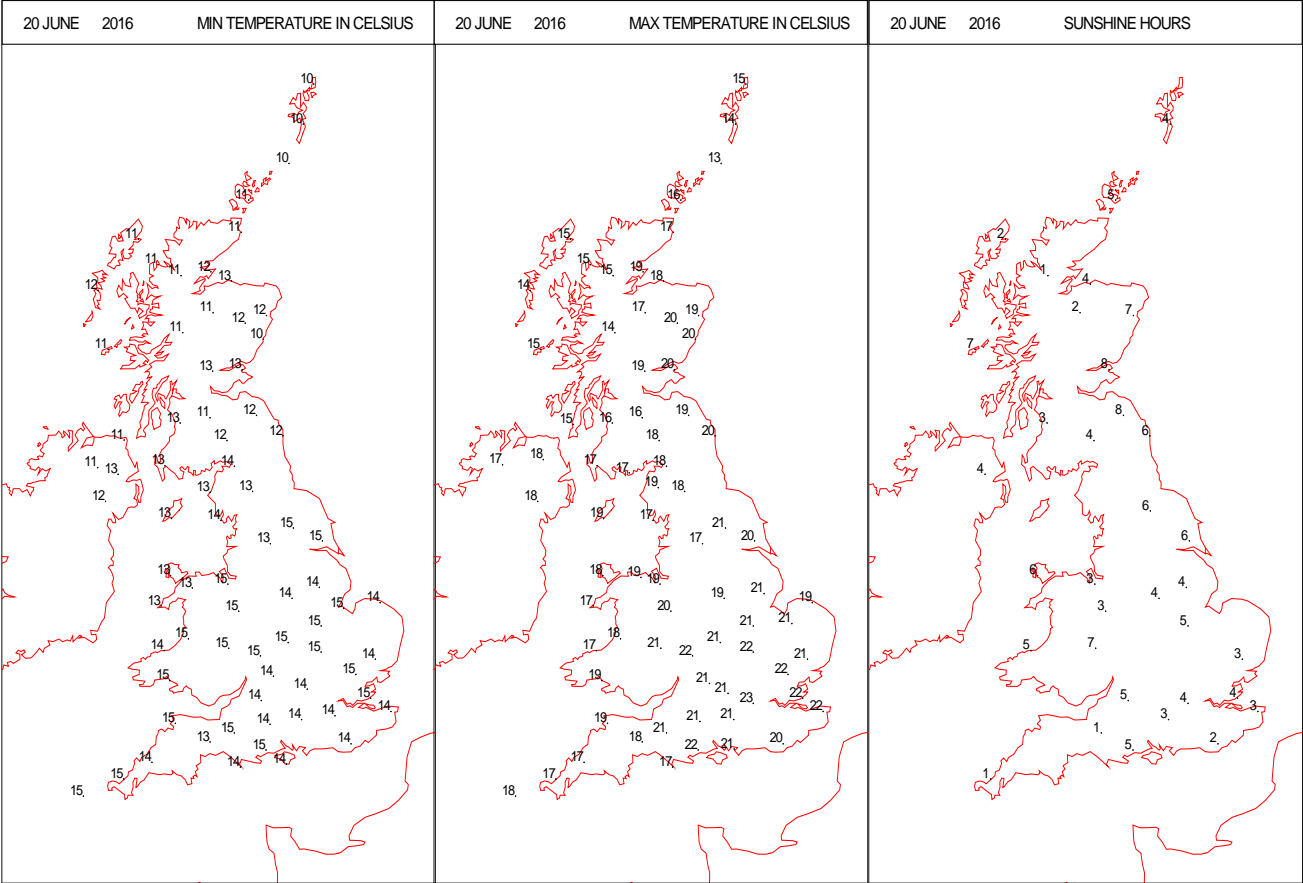 20 JUNE 2016 MIN TEMPERATURE IN CELSIUS
10
10
10
11
11
11
11
11 12
12 13
11 12
12
11 10
11
13 13
11 12
13
11 12 12
11 13 14
13
12 13 13
13 14
15
13 15
13 15
13 14
13 14 15 14
15
15
15 15
14 15 15
15 14
15 14 15
14 15
14 14
15 14 14 14
15
13 15 14
14 14 14
15
15
20 JUNE 2016 MAX TEMPERATURE IN CELSIUS
15
14
13
16
17
15
15
15 19 18
14
17 19
20
14 20
15
19 20
15 16 16 19
18 20
17 18
17 17 18
18 19 18
19 17
21
17 20
18 19 19
21
17 20 19 19
21 21
18 21
17 21 22 22 21
19 21 22
21 23 22
19 21 21 22
18 21 22 21 20
17 17
17
18
20 JUNE 2016 SUNSHINE HOURS
4
5
2
1 4
2 7
7
8
3 8
4 6
4
6
6
6 3 4
3 4
5
5 7 3
5 4 4
3 3
1 5 2
1